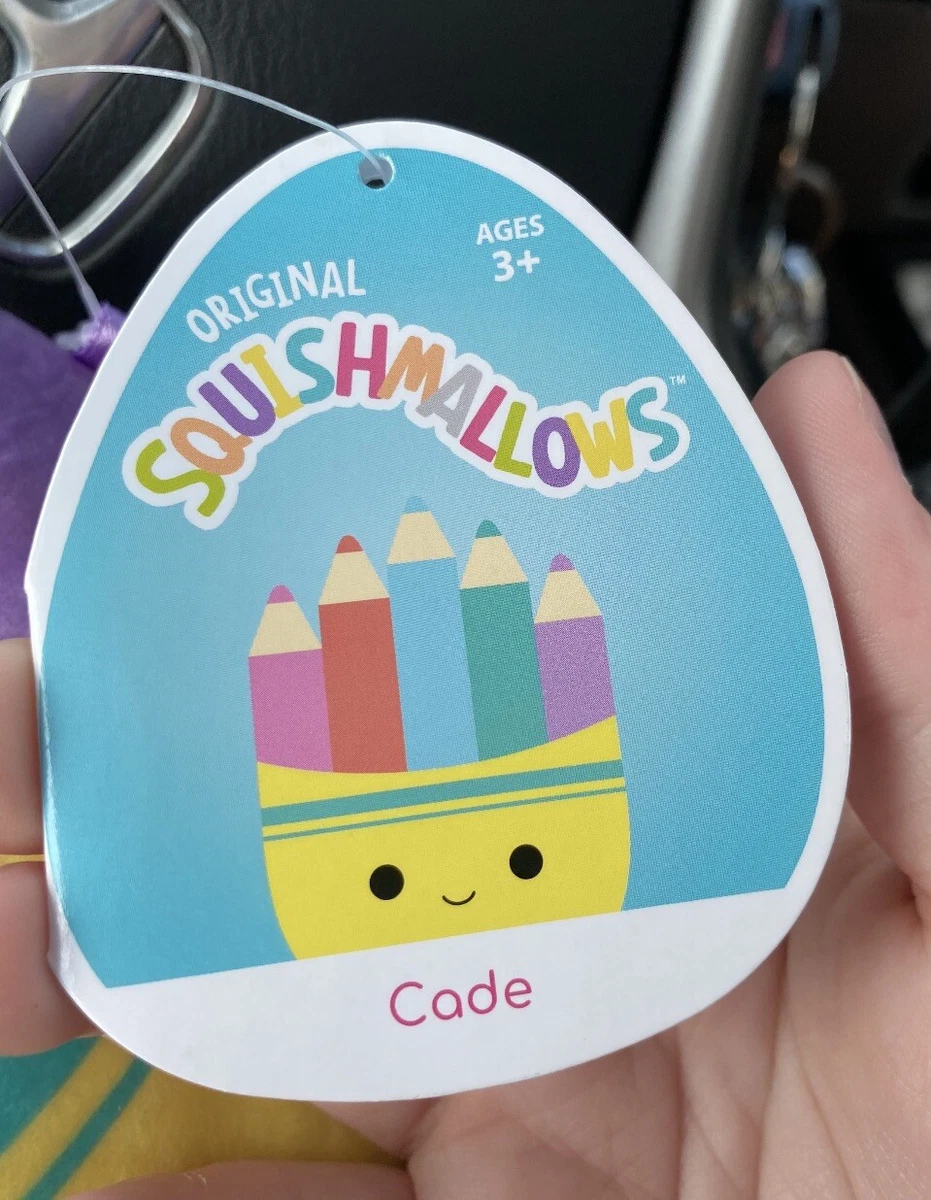 AGES
3+
ORIGINAL
SQUISHMALLOWS™
Cade